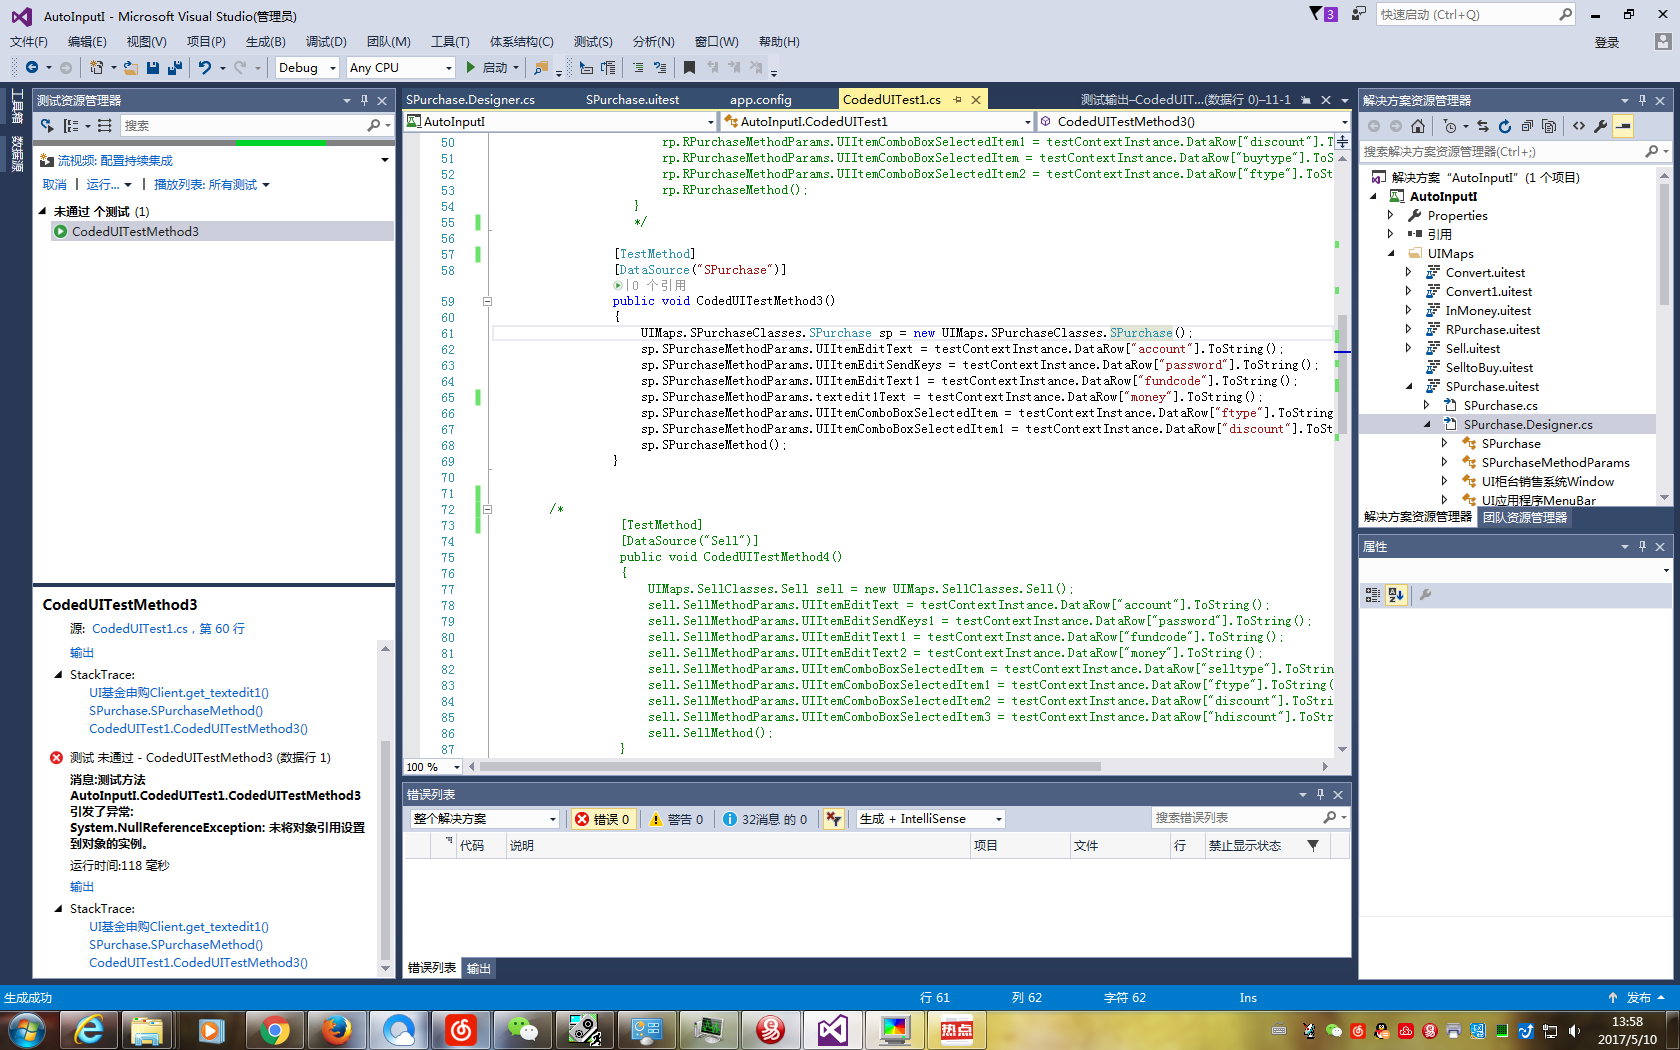 AutoInputI - Microsoft Visual Studio(管理员)
3
快速启动 (Ctrl+Q)
文件(F) 编辑(E) 视图(V) 项目(P) 生成(B) 调试(D) 团队(M) 工具(T) 体系结构(C) 测试(S) 分析(N) 窗口(W) 帮助(H)
登录
Debug Any CPU 启动
工具箱
数据源
测试资源管理器
搜索
流视频: 配置持续集成
取消 | 运行... | 播放列表: 所有测试
未通过 个测试 (1)
CodedUITestMethod3
CodedUITestMethod3
源: CodedUITest1.cs，第 60 行
输出
StackTrace:
UI基金申购Client.get_textedit1()
SPurchase.SPurchaseMethod()
CodedUITest1.CodedUITestMethod3()
测试 未通过 - CodedUITestMethod3 (数据行 1)
消息:测试方法
AutoInputI.CodedUITest1.CodedUITestMethod3
引发了异常:
System.NullReferenceException: 未将对象引用设置
到对象的实例。
运行时间:118 毫秒
输出
StackTrace:
UI基金申购Client.get_textedit1()
SPurchase.SPurchaseMethod()
CodedUITest1.CodedUITestMethod3()
SPurchase.Designer.cs SPurchase.uitest app.config CodedUITest1.cs 测试输出–CodedUIT...(数据行 0)–11-1
AutoInputI AutoInputI.CodedUITest1 CodedUITestMethod3()
50 rp.RPurchaseMethodParams.UIItemComboBoxSelectedItem1 = testContextInstance.DataRow["discount"].T
51 rp.RPurchaseMethodParams.UIItemComboBoxSelectedItem = testContextInstance.DataRow["buytype"].ToS
52 rp.RPurchaseMethodParams.UIItemComboBoxSelectedItem2 = testContextInstance.DataRow["ftype"].ToSt
53 rp.RPurchaseMethod();
54 }
55 */
56
57 [TestMethod]
58 [DataSource("SPurchase")]
|0 个引用
59 public void CodedUITestMethod3()
60 {
61 UIMaps.SPurchaseClasses.SPurchase sp = new UIMaps.SPurchaseClasses.SPurchase();
62 sp.SPurchaseMethodParams.UIItemEditText = testContextInstance.DataRow["account"].ToString();
63 sp.SPurchaseMethodParams.UIItemEditSendKeys = testContextInstance.DataRow["password"].ToString();
64 sp.SPurchaseMethodParams.UIItemEditText1 = testContextInstance.DataRow["fundcode"].ToString();
65 sp.SPurchaseMethodParams.textedit1Text = testContextInstance.DataRow["money"].ToString();
66 sp.SPurchaseMethodParams.UIItemComboBoxSelectedItem = testContextInstance.DataRow["ftype"].ToString
67 sp.SPurchaseMethodParams.UIItemComboBoxSelectedItem1 = testContextInstance.DataRow["discount"].ToSt
68 sp.SPurchaseMethod();
69 }
70
71
72 /*
73 [TestMethod]
74 [DataSource("Sell")]
75 public void CodedUITestMethod4()
76 {
77 UIMaps.SellClasses.Sell sell = new UIMaps.SellClasses.Sell();
78 sell.SellMethodParams.UIItemEditText = testContextInstance.DataRow["account"].ToString();
79 sell.SellMethodParams.UIItemEditSendKeys1 = testContextInstance.DataRow["password"].ToString();
80 sell.SellMethodParams.UIItemEditText1 = testContextInstance.DataRow["fundcode"].ToString();
81 sell.SellMethodParams.UIItemEditText2 = testContextInstance.DataRow["money"].ToString();
82 sell.SellMethodParams.UIItemComboBoxSelectedItem = testContextInstance.DataRow["selltype"].ToStrin
83 sell.SellMethodParams.UIItemComboBoxSelectedItem1 = testContextInstance.DataRow["ftype"].ToString(
84 sell.SellMethodParams.UIItemComboBoxSelectedItem2 = testContextInstance.DataRow["discount"].ToStri
85 sell.SellMethodParams.UIItemComboBoxSelectedItem3 = testContextInstance.DataRow["hdiscount"].ToStr
86 sell.SellMethod();
87 }
100 %
错误列表
整个解决方案 错误 0 警告 0 32消息 的 0 生成 + IntelliSense 搜索错误列表
代码 说明 项目 文件 行 禁止显示状态
错误列表 输出
解决方案资源管理器
搜索解决方案资源管理器(Ctrl+;)
解决方案 "AutoInputI" (1 个项目)
AutoInputI
Properties
引用
UIMaps
Convert.uitest
Convert1.uitest
InMoney.uitest
RPurchase.uitest
Sell.uitest
SelltoBuy.uitest
SPurchase.uitest
SPurchase.cs
SPurchase.Designer.cs
SPurchase
SPurchaseMethodParams
UI柜台销售系统Window
UI应用程序MenuBar
解决方案资源管理器 团队资源管理器
属性
生成成功 行 61 列 62 字符 62 Ins 发布
热点
13:58
2017/5/10